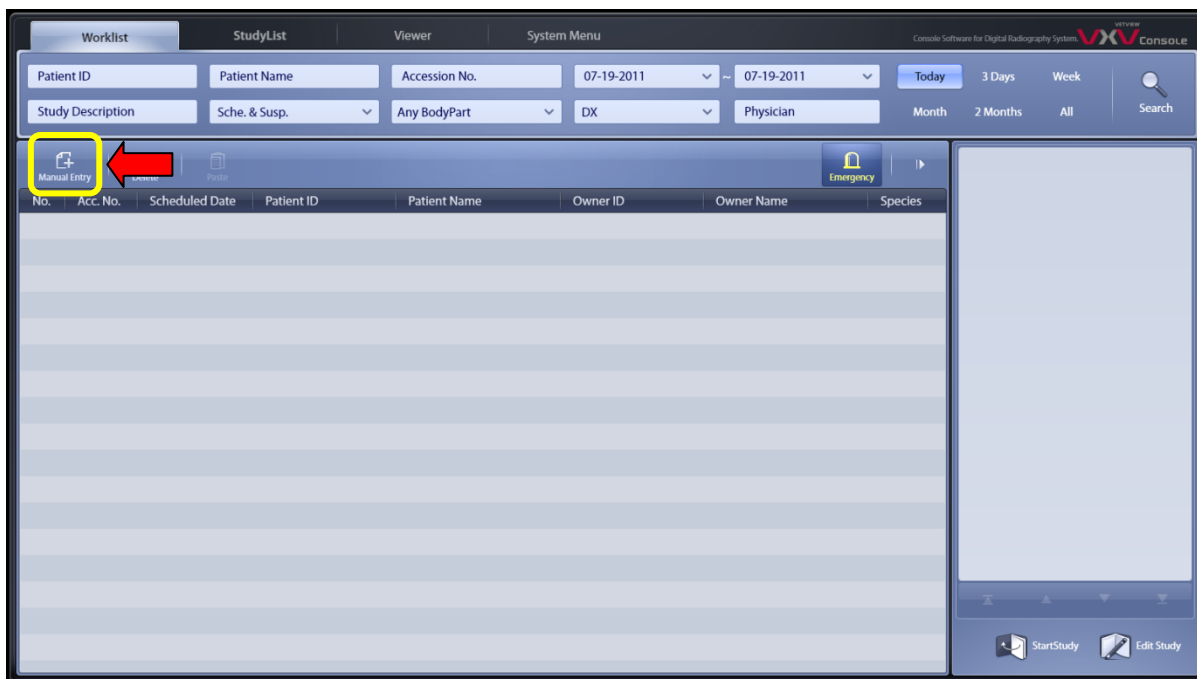 Worklist StudyList Viewer System Menu Console Software for Digital Radiography System. VETVIEW VXV Console
Patient ID Patient Name Accession No. 07-19-2011 ~ 07-19-2011 Today 3 Days Week
Study Description Sche. & Susp. Any BodyPart DX Physician Month 2 Months All Search
Manual Entry Delete Paste Emergency
No. Acc. No. Scheduled Date Patient ID Patient Name Owner ID Owner Name Species
StartStudy Edit Study